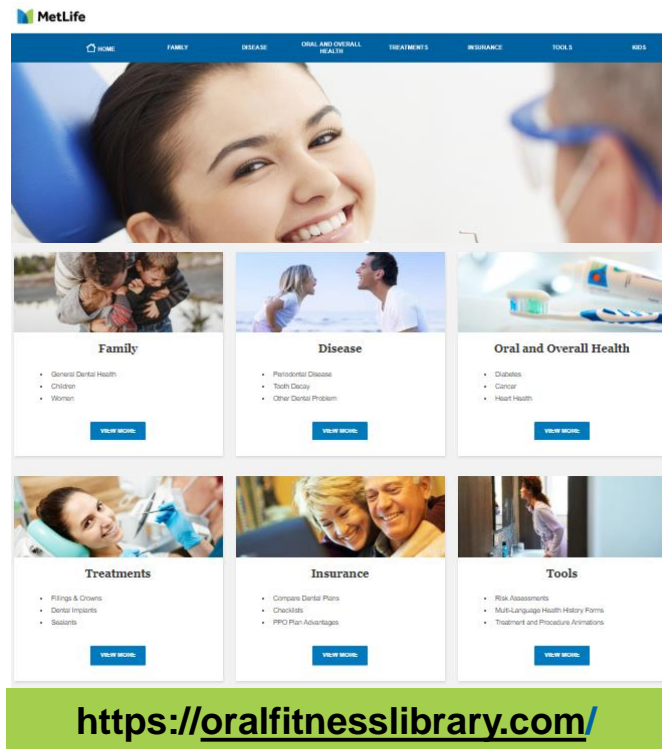 MetLife
HOME FAMILY DISEASE ORAL AND OVERALL HEALTH TREATMENTS INSURANCE TOOLS KIDS
Family
• General Dental Health
• Children
• Women
VIEW MORE
Disease
• Periodontal Disease
• Tooth Decay
• Other Dental Problem
VIEW MORE
Oral and Overall Health
• Diabetes
• Cancer
• Heart Health
VIEW MORE
Treatments
• Fillings & Crowns
• Dental Implants
• Sealants
VIEW MORE
Insurance
• Compare Dental Plans
• Checklists
• PPO Plan Advantages
VIEW MORE
Tools
• Risk Assessments
• Multi-Language Health History Forms
• Treatment and Procedure Animations
VIEW MORE
https://oralfitnesslibrary.com/